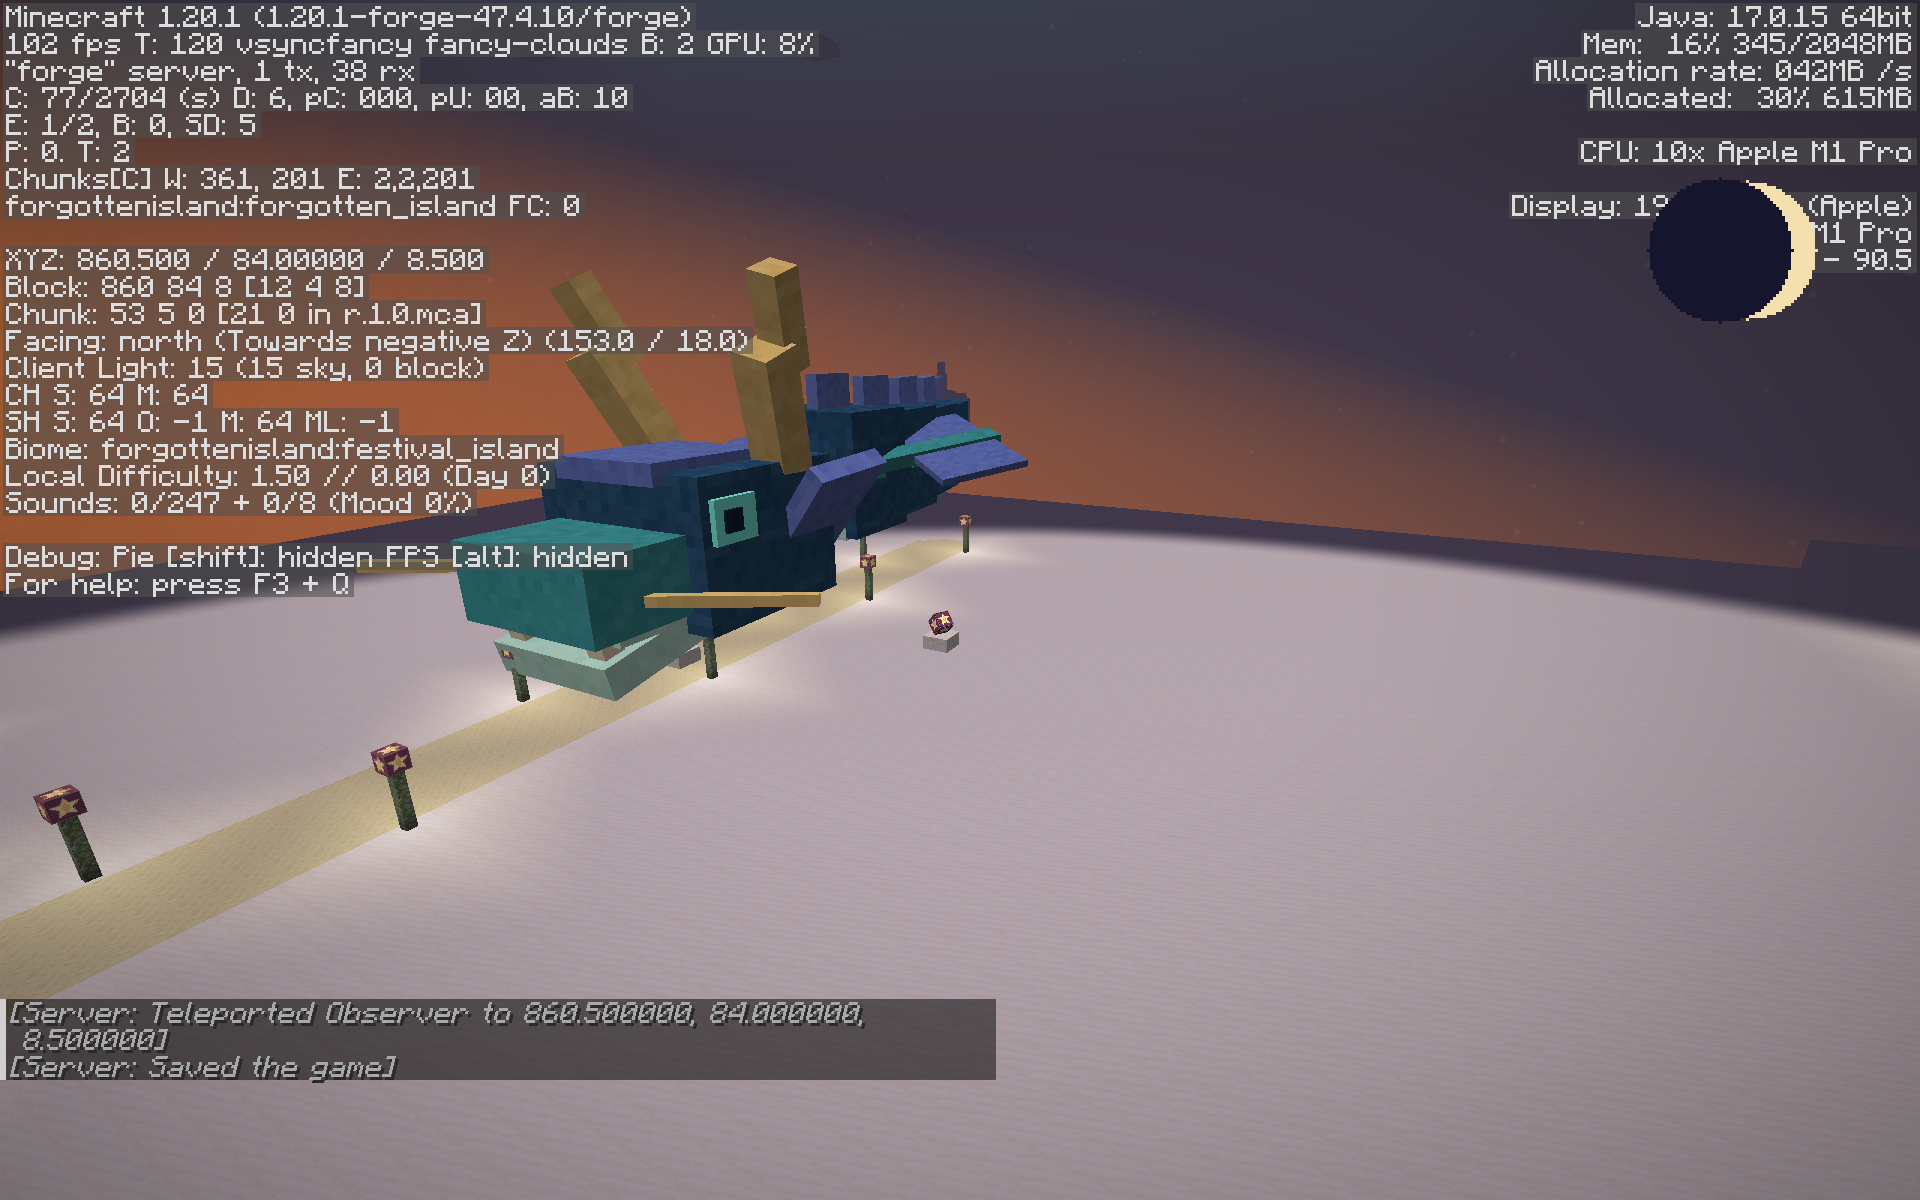 Minecraft 1.20.1 (1.20.1-forge-47.4.10/forge)
102 fps T: 120 vsyncfancy fancy-clouds B: 2 GPU: 8%
"forge" server, 1 tx, 38 rx
C: 77/2704 (s) D: 6, pC: 000, pU: 00, aB: 10
E: 1/2, B: 0, SD: 5
P: 0. T: 2
Chunks[C] W: 361, 201 E: 2,2,201
forgottenisland:forgotten_island FC: 0
XYZ: 860.500 / 84.00000 / 8.500
Block: 860 84 8 [12 4 8]
Chunk: 53 5 0 [21 0 in r.1.0.mca]
Facing: north (Towards negative Z) (153.0 / 18.0)
Client Light: 15 (15 sky, 0 block)
CH S: 64 M: 64
SH S: 64 O: -1 M: 64 ML: -1
Biome: forgottenisland:festival_island
Local Difficulty: 1.50 // 0.00 (Day 0)
Sounds: 0/247 + 0/8 (Mood 0%)
Debug: Pie [shift]: hidden FPS [alt]: hidden
For help: press F3 + Q
Java: 17.0.15 64bit
Mem: 16% 345/2048MB
Allocation rate: 042MB /s
Allocated: 30% 615MB
CPU: 10x Apple M1 Pro
Display: (Apple)
M1 Pro
- 90.5
[Server: Teleported Observer to 860.500000, 84.000000,
8.500000]
[Server: Saved the game]